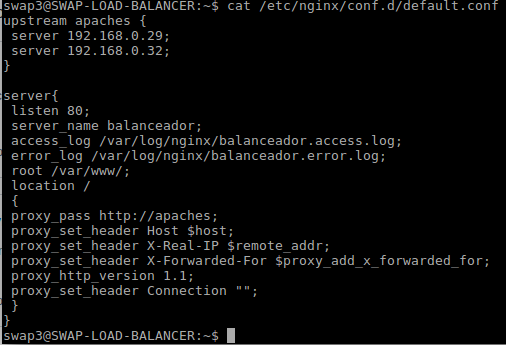 swap3@SWAP-LOAD-BALANCER:~$ cat /etc/nginx/conf.d/default.conf
upstream apaches {
 server 192.168.0.29;
 server 192.168.0.32;
}

server{
 listen 80;
 server_name balanceador;
 access_log /var/log/nginx/balanceador.access.log;
 error_log /var/log/nginx/balanceador.error.log;
 root /var/www/;
 location /
 {
 proxy_pass http://apaches;
 proxy_set_header Host $host;
 proxy_set_header X-Real-IP $remote_addr;
 proxy_set_header X-Forwarded-For $proxy_add_x_forwarded_for;
 proxy_http_version 1.1;
 proxy_set_header Connection "";
 }
}
swap3@SWAP-LOAD-BALANCER:~$